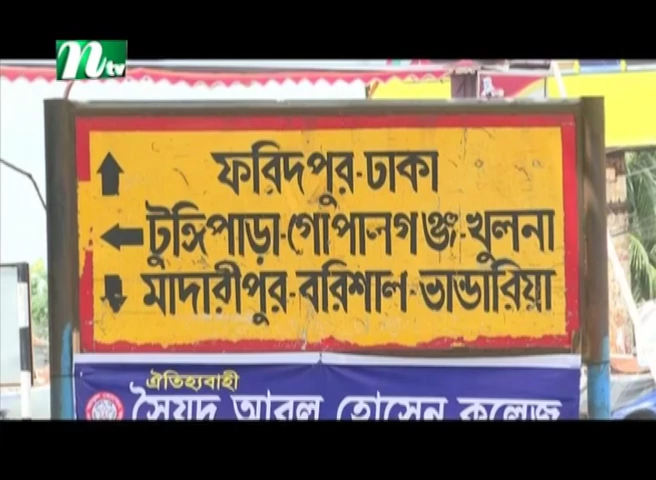 ntv
ফরিদপুর-ঢাকা
টুঙ্গিপাড়া-গোপালগঞ্জ-খুলনা
মাদারীপুর-বরিশাল-ভান্ডারিয়া
ঐতিহ্যবাহী
সৈয়দ আবুল হোসেন কলেজ